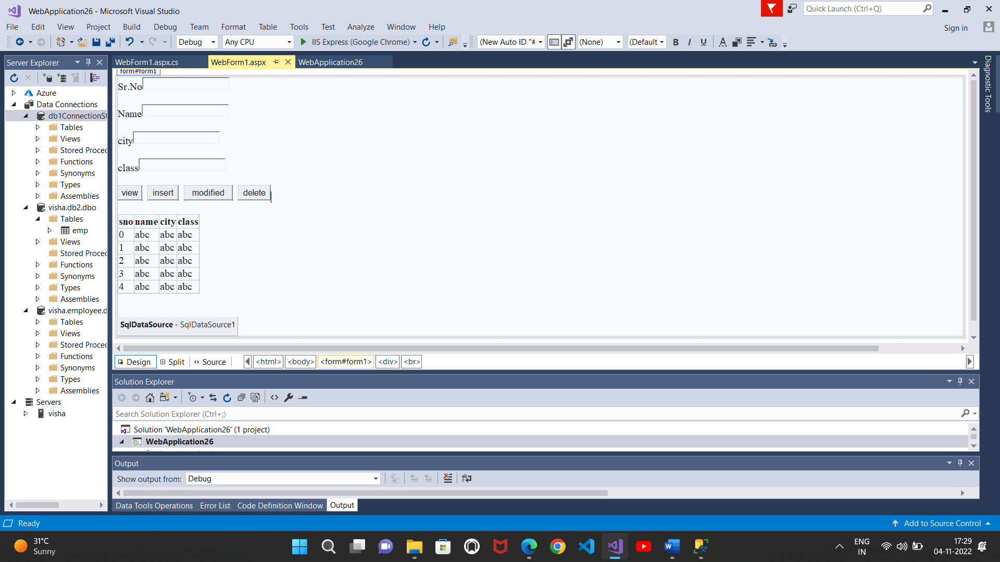 WebApplication26 - Microsoft Visual Studio
Quick Launch (Ctrl+Q)
File Edit View Project Build Debug Team Format Table Tools Test Analyze Window Help
Sign in
Debug Any CPU IIS Express (Google Chrome) (New Auto ID "# (None) (Default B I U A
Server Explorer
WebForm1.aspx.cs WebForm1.aspx WebApplication26
Diagnostic Tools
Azure
Data Connections
db1ConnectionSt
Tables
Views
Stored Proced
Functions
Synonyms
Types
Assemblies
visha.db2.dbo
Tables
emp
Views
Stored Proced
Functions
Synonyms
Types
Assemblies
visha.employee.d
Tables
Views
Stored Proced
Functions
Synonyms
Types
Assemblies
Servers
visha
form#form1
Sr.No
Name
city
class
view insert modified delete
sno name city class
0 abc abc abc
1 abc abc abc
2 abc abc abc
3 abc abc abc
4 abc abc abc
SqlDataSource - SqlDataSource1
Design Split Source <html> <body> <form#form1> <div> <br>
Solution Explorer
Search Solution Explorer (Ctrl+;)
Solution 'WebApplication26' (1 project)
WebApplication26
Output
Show output from: Debug
Data Tools Operations Error List Code Definition Window Output
Ready
Add to Source Control
31°C
Sunny
ENG
IN
17:29
04-11-2022